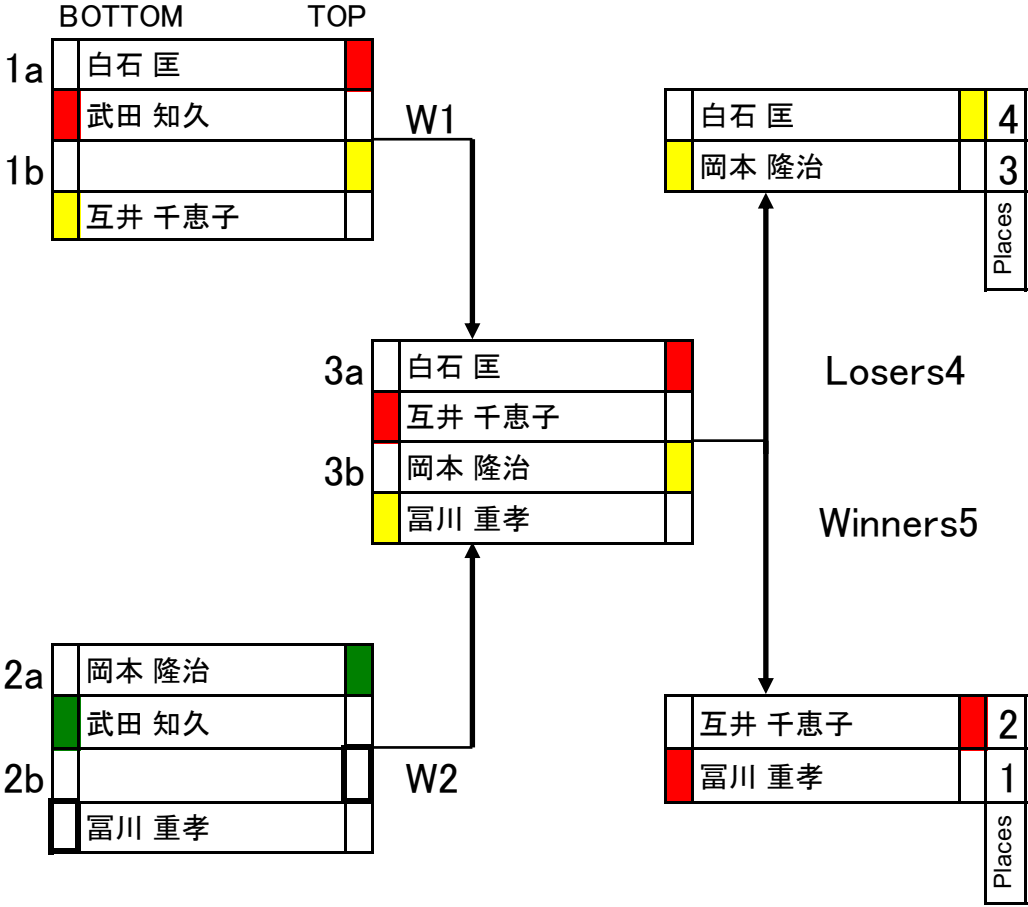 BOTTOM TOP
1a 白石 匡
武田 知久
1b
互井 千恵子
W1
白石 匡 4
岡本 隆治 3
Places
3a 白石 匡
互井 千恵子
3b 岡本 隆治
冨川 重孝
Losers4
Winners5
2a 岡本 隆治
武田 知久
2b
冨川 重孝
W2
互井 千恵子 2
冨川 重孝 1
Places